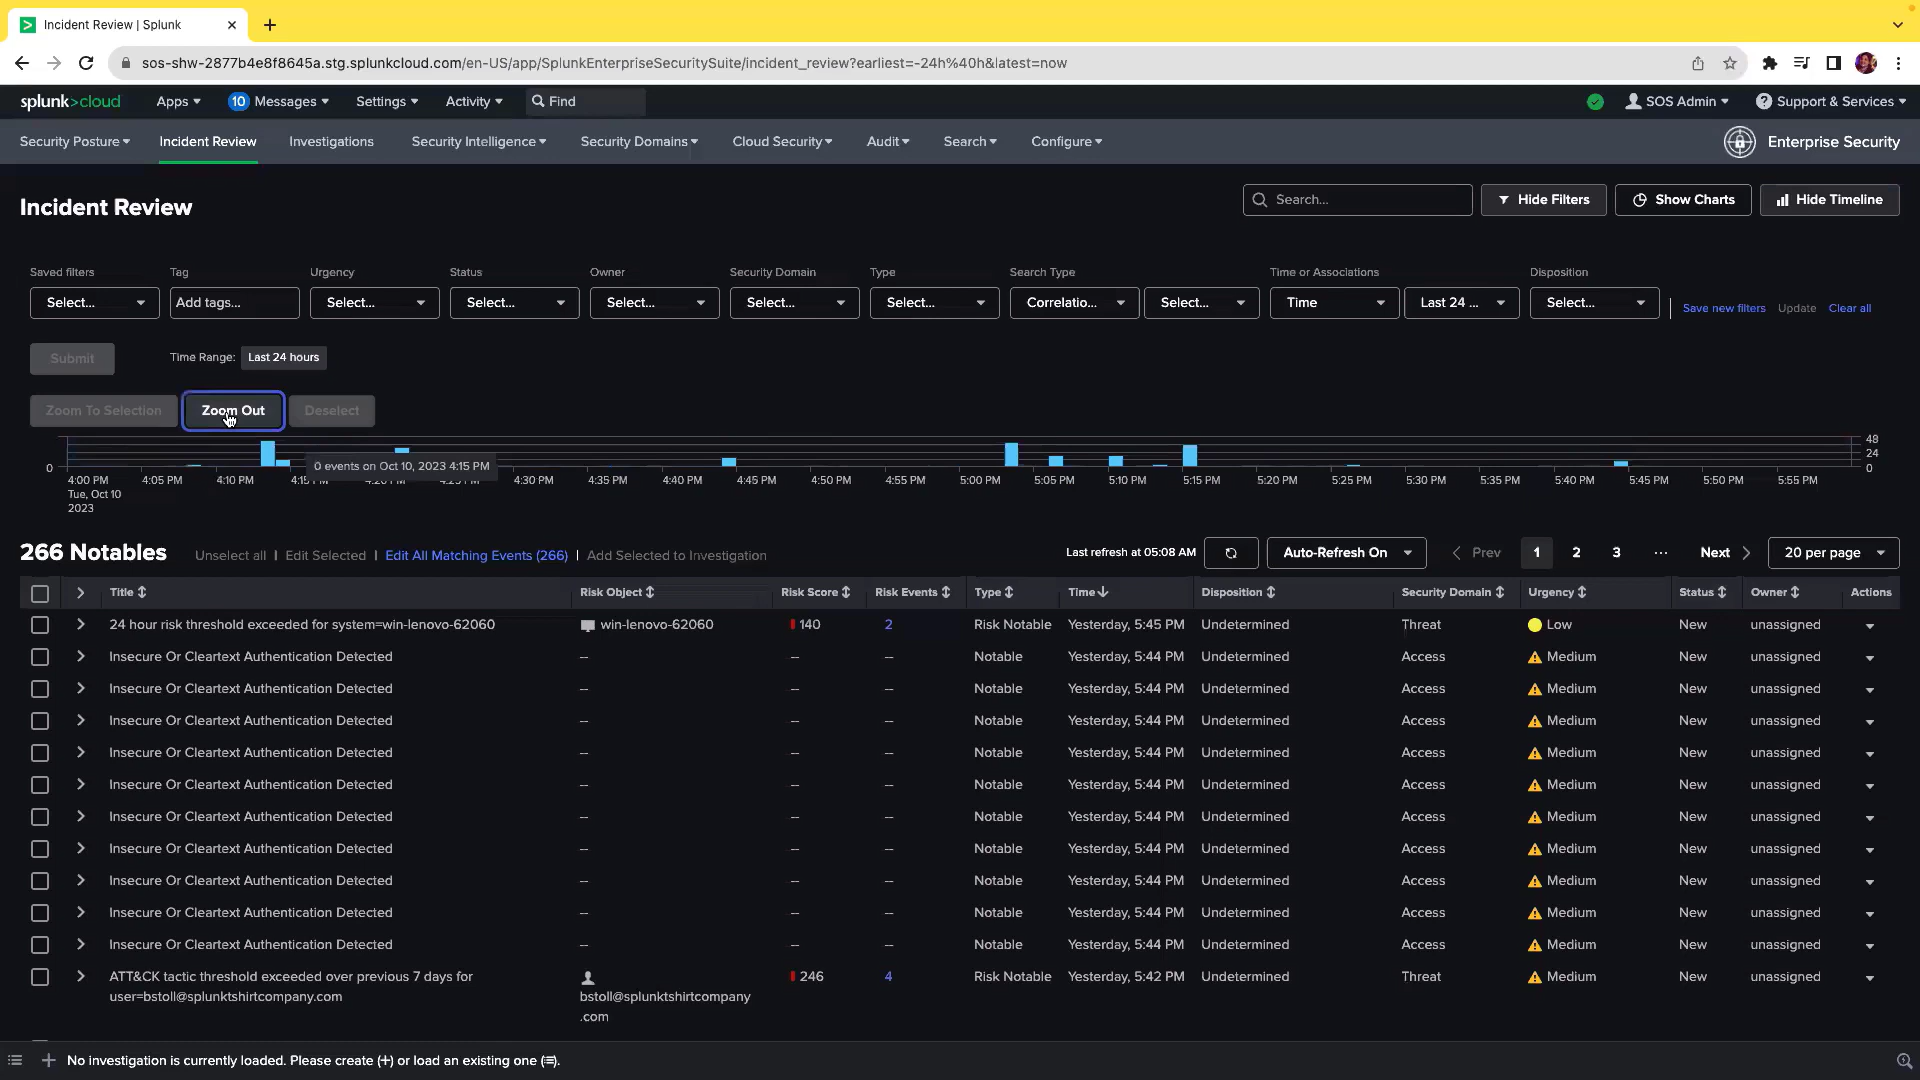 Incident Review | Splunk
sos-shw-2877b4e8f8645a.stg.splunkcloud.com/en-US/app/SplunkEnterpriseSecuritySuite/incident_review?earliest=-24h%40h&latest=now
splunk>cloud Apps 10 Messages Settings Activity Find SOS Admin Support & Services
Security Posture Incident Review Investigations Security Intelligence Security Domains Cloud Security Audit Search Configure Enterprise Security
Incident Review Search... Hide Filters Show Charts Hide Timeline
Saved filters Tag Urgency Status Owner Security Domain Type Search Type Time or Associations Disposition
Select... Add tags... Select... Select... Select... Select... Select... Correlatio... Select... Time Last 24 ... Select... Save new filters Update Clear all
Submit Time Range: Last 24 hours
Zoom To Selection Zoom Out Deselect
48
24
0 0
0 events on Oct 10, 2023 4:15 PM
4:00 PM 4:05 PM 4:10 PM 4:30 PM 4:35 PM 4:40 PM 4:45 PM 4:50 PM 4:55 PM 5:00 PM 5:05 PM 5:10 PM 5:15 PM 5:20 PM 5:25 PM 5:30 PM 5:35 PM 5:40 PM 5:45 PM 5:50 PM 5:55 PM
Tue, Oct 10
2023
266 Notables Unselect all | Edit Selected | Edit All Matching Events (266) | Add Selected to Investigation Last refresh at 05:08 AM Auto-Refresh On Prev 1 2 3 ... Next 20 per page
Title Risk Object Risk Score Risk Events Type Time Disposition Security Domain Urgency Status Owner Actions
24 hour risk threshold exceeded for system=win-lenovo-62060 win-lenovo-62060 140 2 Risk Notable Yesterday, 5:45 PM Undetermined Threat Low New unassigned
Insecure Or Cleartext Authentication Detected -- -- -- Notable Yesterday, 5:44 PM Undetermined Access Medium New unassigned
Insecure Or Cleartext Authentication Detected -- -- -- Notable Yesterday, 5:44 PM Undetermined Access Medium New unassigned
Insecure Or Cleartext Authentication Detected -- -- -- Notable Yesterday, 5:44 PM Undetermined Access Medium New unassigned
Insecure Or Cleartext Authentication Detected -- -- -- Notable Yesterday, 5:44 PM Undetermined Access Medium New unassigned
Insecure Or Cleartext Authentication Detected -- -- -- Notable Yesterday, 5:44 PM Undetermined Access Medium New unassigned
Insecure Or Cleartext Authentication Detected -- -- -- Notable Yesterday, 5:44 PM Undetermined Access Medium New unassigned
Insecure Or Cleartext Authentication Detected -- -- -- Notable Yesterday, 5:44 PM Undetermined Access Medium New unassigned
Insecure Or Cleartext Authentication Detected -- -- -- Notable Yesterday, 5:44 PM Undetermined Access Medium New unassigned
Insecure Or Cleartext Authentication Detected -- -- -- Notable Yesterday, 5:44 PM Undetermined Access Medium New unassigned
Insecure Or Cleartext Authentication Detected -- -- -- Notable Yesterday, 5:44 PM Undetermined Access Medium New unassigned
ATT&CK tactic threshold exceeded over previous 7 days for 246 4 Risk Notable Yesterday, 5:42 PM Undetermined Threat Medium New unassigned
user=bstoll@splunktshirtcompany.com bstoll@splunktshirtcompany
.com
No investigation is currently loaded. Please create (+) or load an existing one (≡).